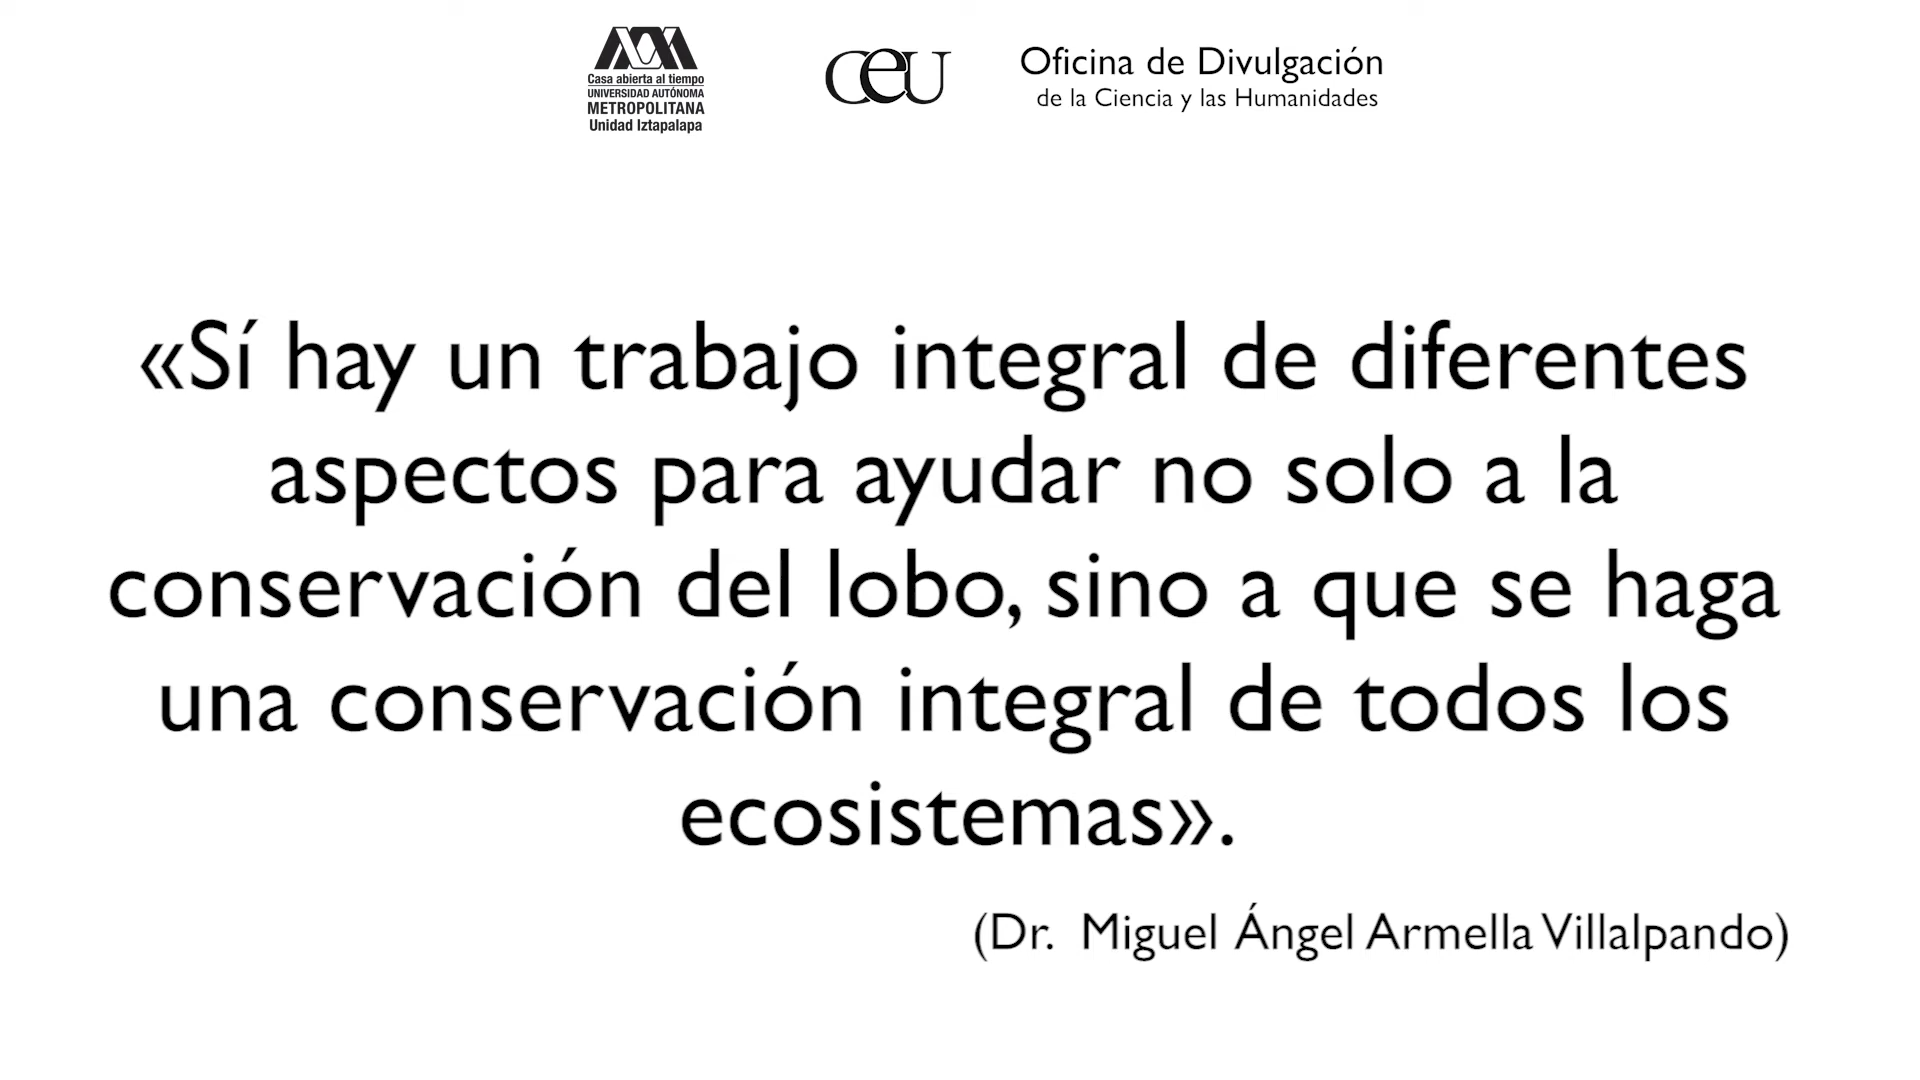 Casa abierta al tiempo
UNIVERSIDAD AUTÓNOMA
METROPOLITANA
Unidad Iztapalapa
ceu
Oficina de Divulgación
de la Ciencia y las Humanidades
«Sí hay un trabajo integral de diferentes
aspectos para ayudar no solo a la
conservación del lobo, sino a que se haga
una conservación integral de todos los
ecosistemas».
(Dr. Miguel Ángel Armella Villalpando)